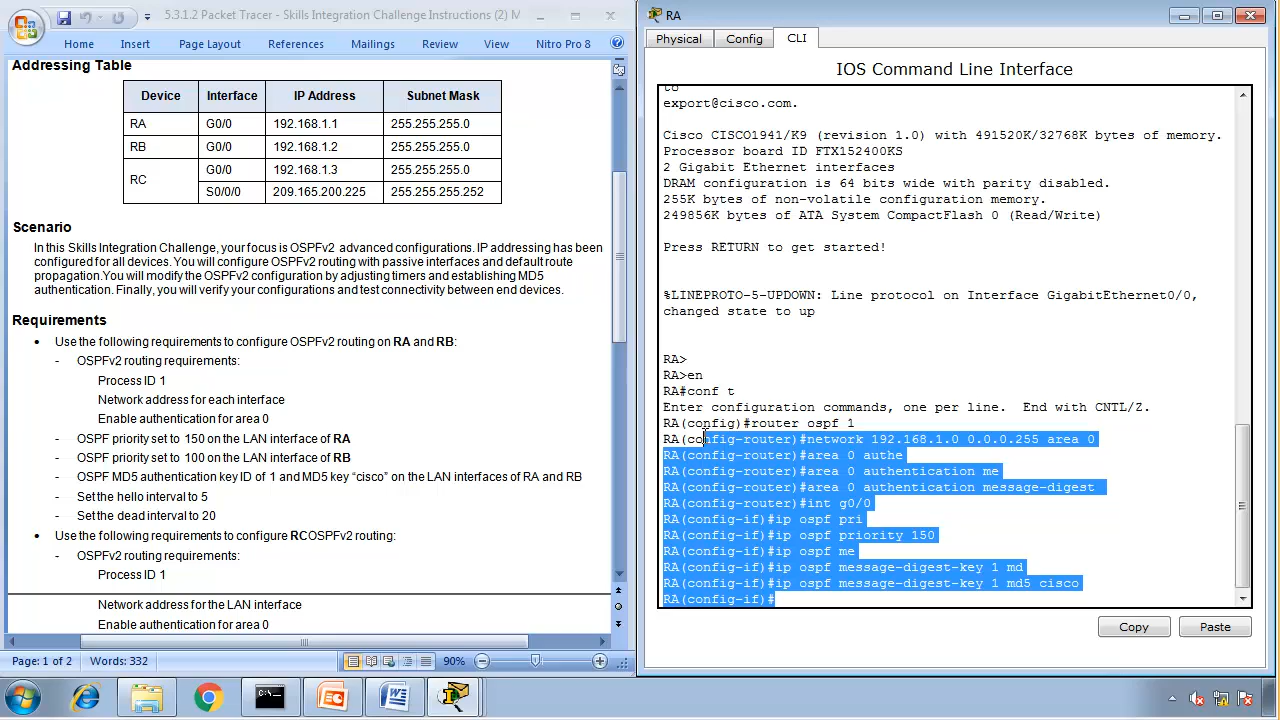 5.3.1.2 Packet Tracer - Skills Integration Challenge Instructions (2) M
Home Insert Page Layout References Mailings Review View Nitro Pro 8
Addressing Table
Device Interface IP Address Subnet Mask
RA G0/0 192.168.1.1 255.255.255.0
RB G0/0 192.168.1.2 255.255.255.0
RC G0/0 192.168.1.3 255.255.255.0
S0/0/0 209.165.200.225 255.255.255.252
Scenario
In this Skills Integration Challenge, your focus is OSPFv2 advanced configurations. IP addressing has been
configured for all devices. You will configure OSPFv2 routing with passive interfaces and default route
propagation.You will modify the OSPFv2 configuration by adjusting timers and establishing MD5
authentication. Finally, you will verify your configurations and test connectivity between end devices.
Requirements
• Use the following requirements to configure OSPFv2 routing on RA and RB:
- OSPFv2 routing requirements:
Process ID 1
Network address for each interface
Enable authentication for area 0
- OSPF priority set to 150 on the LAN interface of RA
- OSPF priority set to 100 on the LAN interface of RB
- OSPF MD5 authentication key ID of 1 and MD5 key “cisco” on the LAN interfaces of RA and RB
- Set the hello interval to 5
- Set the dead interval to 20
• Use the following requirements to configure RCOSPFv2 routing:
- OSPFv2 routing requirements:
Process ID 1
Network address for the LAN interface
Enable authentication for area 0
Page: 1 of 2 Words: 332 90%
RA
Physical Config CLI
IOS Command Line Interface
to
export@cisco.com.
Cisco CISCO1941/K9 (revision 1.0) with 491520K/32768K bytes of memory.
Processor board ID FTX152400KS
2 Gigabit Ethernet interfaces
DRAM configuration is 64 bits wide with parity disabled.
255K bytes of non-volatile configuration memory.
249856K bytes of ATA System CompactFlash 0 (Read/Write)
Press RETURN to get started!
%LINEPROTO-5-UPDOWN: Line protocol on Interface GigabitEthernet0/0,
changed state to up
RA>
RA>en
RA#conf t
Enter configuration commands, one per line.  End with CNTL/Z.
RA(config)#router ospf 1
RA(config-router)#network 192.168.1.0 0.0.0.255 area 0
RA(config-router)#area 0 authe
RA(config-router)#area 0 authentication me
RA(config-router)#area 0 authentication message-digest
RA(config-router)#int g0/0
RA(config-if)#ip ospf pri
RA(config-if)#ip ospf priority 150
RA(config-if)#ip ospf me
RA(config-if)#ip ospf message-digest-key 1 md
RA(config-if)#ip ospf message-digest-key 1 md5 cisco
RA(config-if)#
Copy Paste